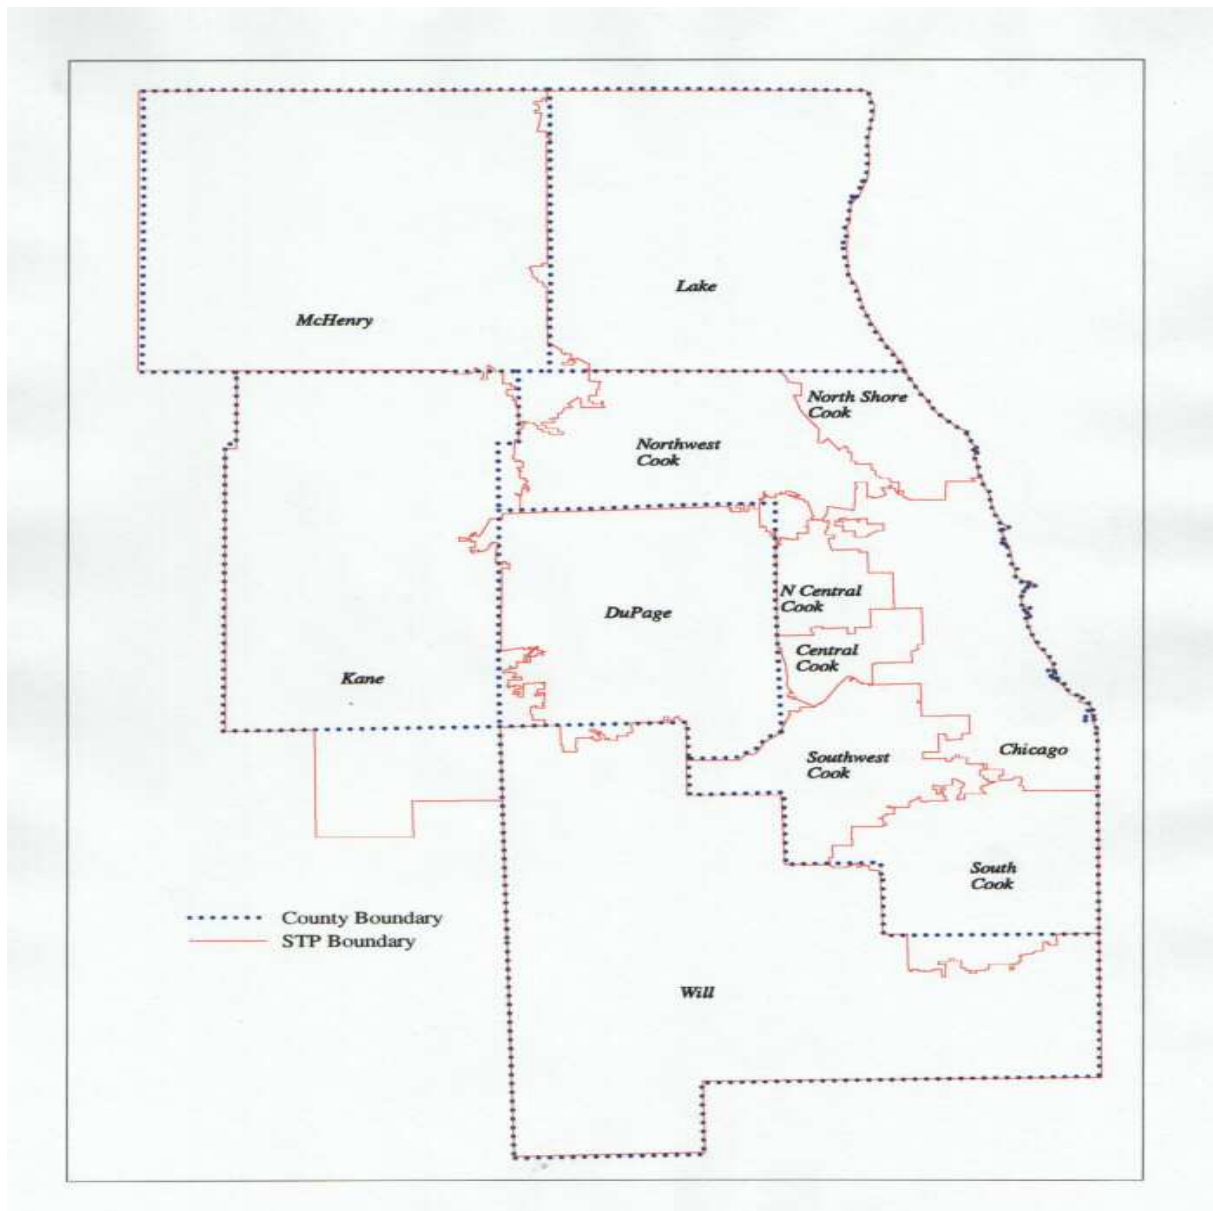 Lake
McHenry
North Shore
Cook
Northwest
Cook
N Central
Cook
DuPage
Central
Cook
Kane
Chicago
Southwest
Cook
South
Cook
County Boundary
STP Boundary
Will